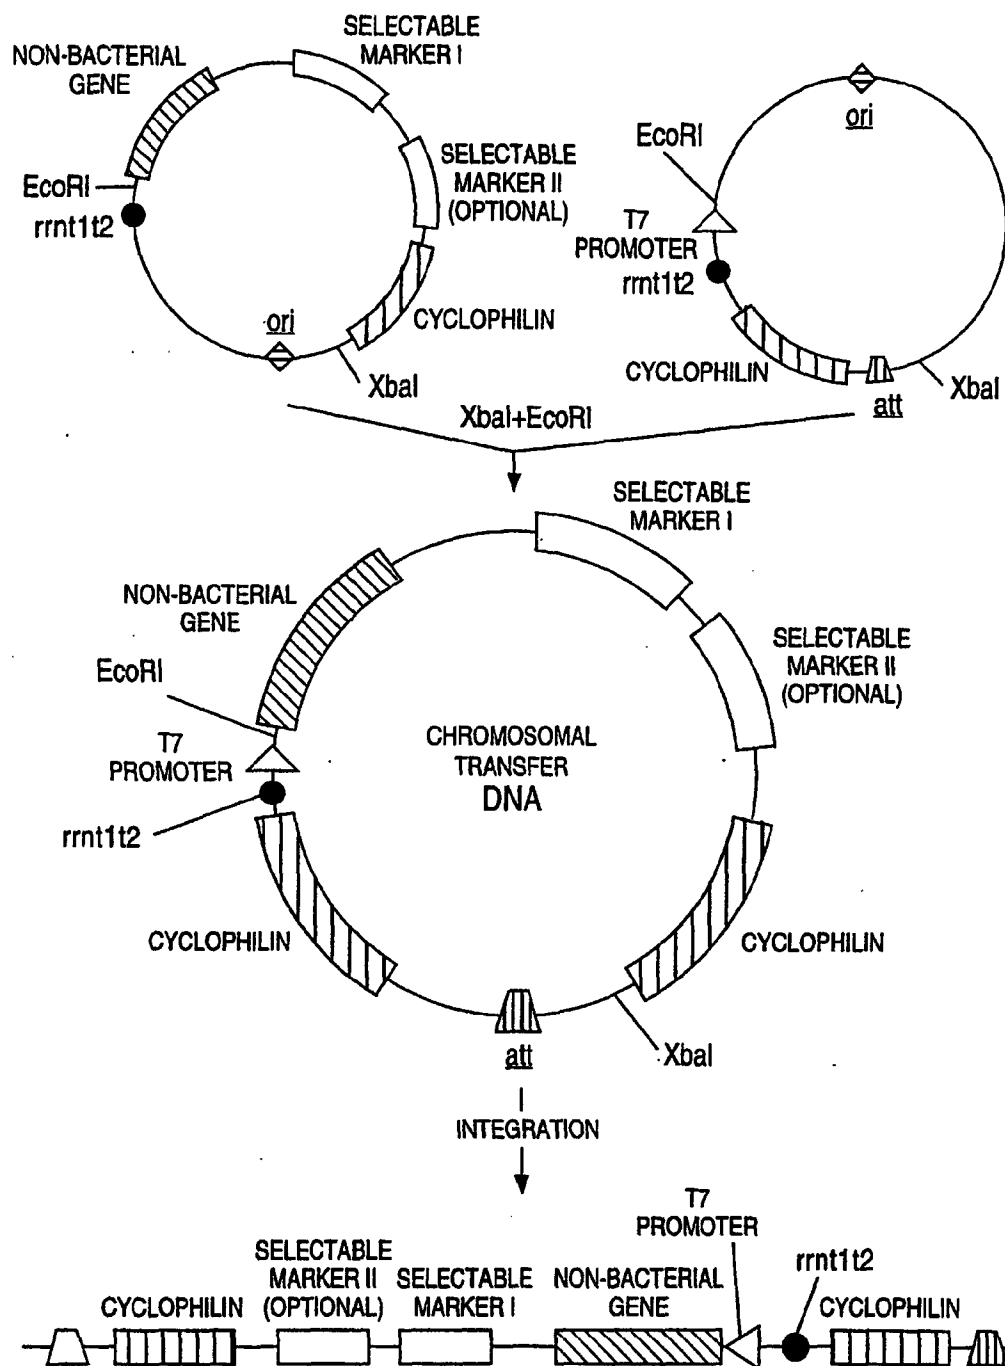 NON-BACTERIAL
GENE
SELECTABLE
MARKER I
EcoRI
rrnt1t2
SELECTABLE
MARKER II
(OPTIONAL)
ori
CYCLOPHILIN
XbaI
ori
EcoRI
T7
PROMOTER
rrnt1t2
CYCLOPHILIN
att
XbaI
XbaI+EcoRI
SELECTABLE
MARKER I
NON-BACTERIAL
GENE
SELECTABLE
MARKER II
(OPTIONAL)
EcoRI
T7
PROMOTER
CHROMOSOMAL
TRANSFER
DNA
rrnt1t2
CYCLOPHILIN
CYCLOPHILIN
att
XbaI
INTEGRATION
T7
PROMOTER
rrnt1t2
CYCLOPHILIN
SELECTABLE
MARKER II
(OPTIONAL)
SELECTABLE
MARKER I
NON-BACTERIAL
GENE
CYCLOPHILIN